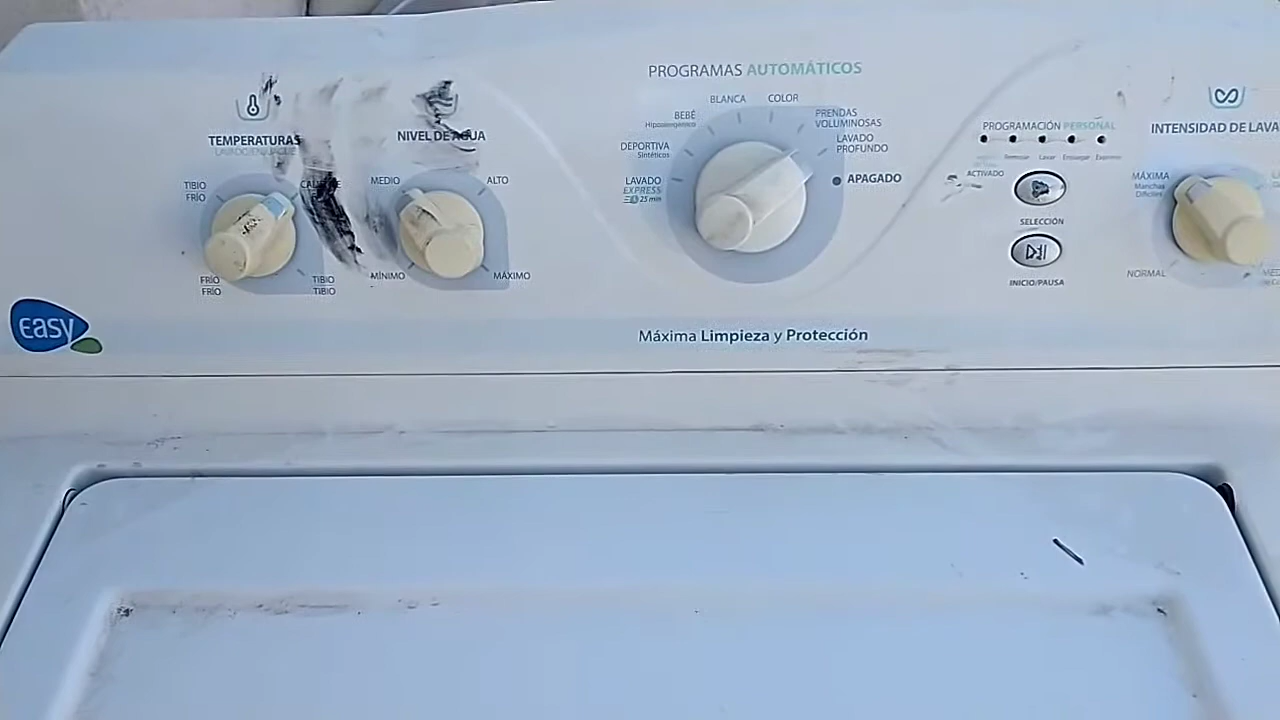 PROGRAMAS AUTOMÁTICOS
BLANCA
COLOR
BEBÉ
Hipoalergénico
PRENDAS
VOLUMINOSAS
DEPORTIVA
Sintéticos
LAVADO
PROFUNDO
LAVADO
EXPRESS
25 min
APAGADO
TEMPERATURAS
LAVADO/ENJUAGUE
TIBIO
FRÍO
FRÍO
FRÍO
TIBIO
TIBIO
NIVEL DE AGUA
MEDIO
ALTO
MÍNIMO
MÁXIMO
PROGRAMACIÓN PERSONAL
Remojar
Lavar
Enjuagar
Exprimir
ACTIVADO
SELECCIÓN
INICIO/PAUSA
INTENSIDAD DE LAVA
MÁXIMA
Manchas
Difíciles
NORMAL
easy
Máxima Limpieza y Protección